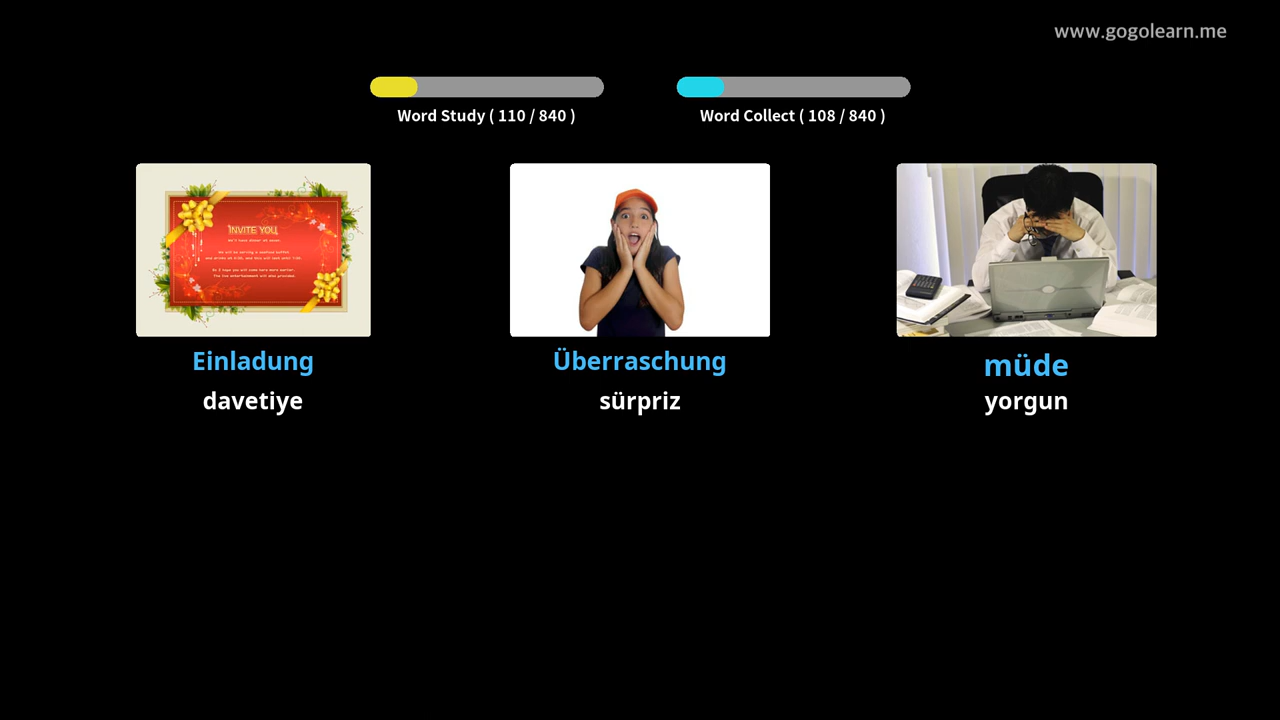 www.gogolearn.me
Word Study ( 110 / 840 )
Word Collect ( 108 / 840 )
INVITE YOU
Einladung
Überraschung
müde
davetiye
sürpriz
yorgun